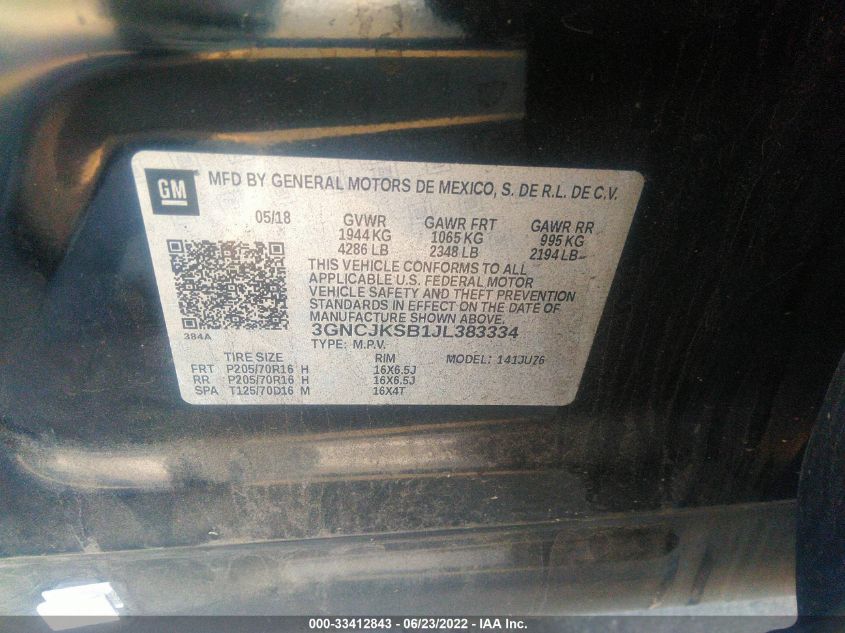 GM
MFD BY GENERAL MOTORS DE MEXICO, S. DE R.L. DE C.V.
05/18 GVWR GAWR FRT GAWR RR
1944 KG 1065 KG 995 KG
4286 LB 2348 LB 2194 LB
THIS VEHICLE CONFORMS TO ALL
APPLICABLE U.S. FEDERAL MOTOR
VEHICLE SAFETY AND THEFT PREVENTION
STANDARDS IN EFFECT ON THE DATE OF
MANUFACTURE SHOWN ABOVE.
384A 3GNCJKSB1JL383334
TYPE: M.P.V. MODEL: 141JU76
TIRE SIZE RIM
FRT P205/70R16 H 16X6.5J
RR P205/70R16 H 16X6.5J
SPA T125/70D16 M 16X4T
000-33412843 - 06/23/2022 - IAA Inc.